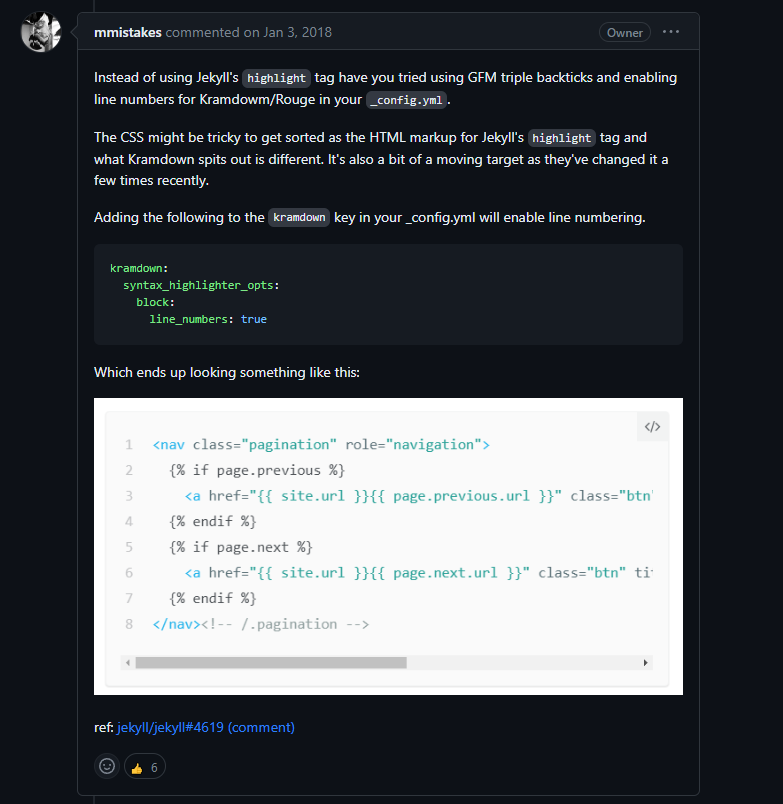 mmistakes commented on Jan 3, 2018 Owner ...
Instead of using Jekyll's highlight tag have you tried using GFM triple backticks and enabling
line numbers for Kramdowm/Rouge in your _config.yml.
The CSS might be tricky to get sorted as the HTML markup for Jekyll's highlight tag and
what Kramdown spits out is different. It's also a bit of a moving target as they've changed it a
few times recently.
Adding the following to the kramdown key in your _config.yml will enable line numbering.
kramdown:
  syntax_highlighter_opts:
    block:
      line_numbers: true
Which ends up looking something like this:
</>
1 <nav class="pagination" role="navigation">
2   {% if page.previous %}
3     <a href="{{ site.url }}{{ page.previous.url }}" class="btn"
4   {% endif %}
5   {% if page.next %}
6     <a href="{{ site.url }}{{ page.next.url }}" class="btn" tit
7   {% endif %}
8 </nav><!-- /.pagination -->
ref: jekyll/jekyll#4619 (comment)
👍 6